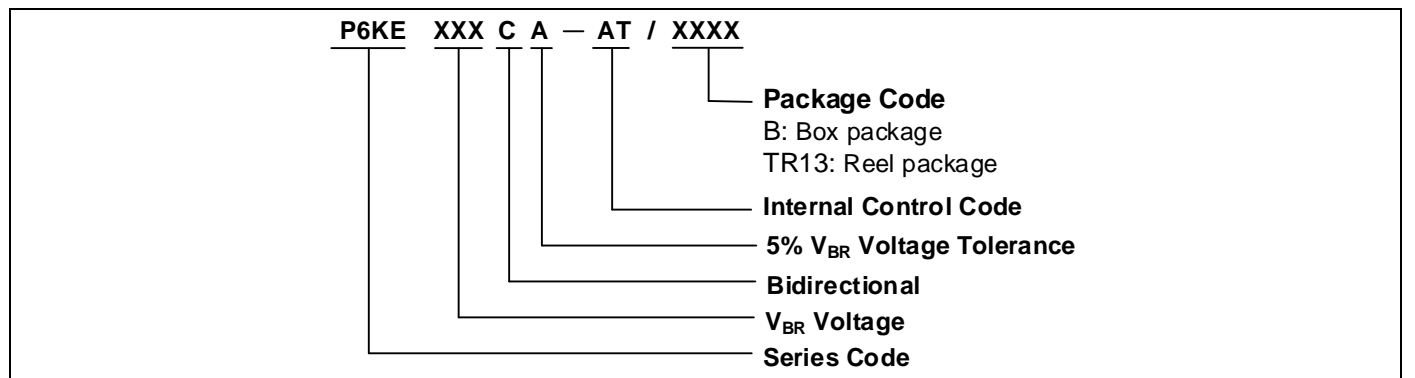 P6KE XXX C A — AT / XXXX
Package Code
B: Box package
TR13: Reel package
Internal Control Code
5% VBR Voltage Tolerance
Bidirectional
VBR Voltage
Series Code